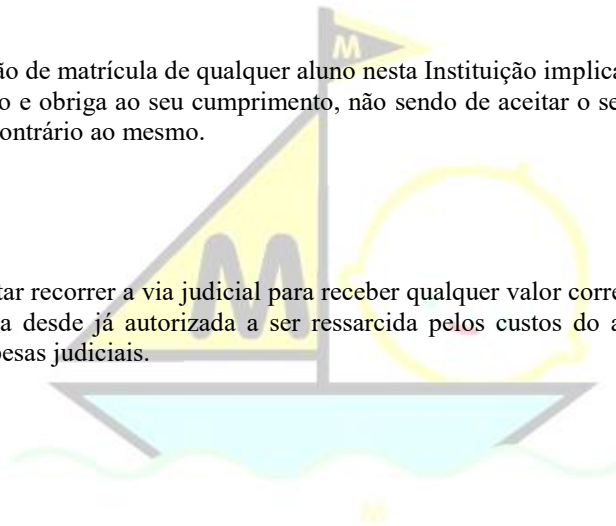 M
ão de matrícula de qualquer aluno nesta Instituição implica
o e obriga ao seu cumprimento, não sendo de aceitar o se
ontrário ao mesmo.
M
tar recorrer a via judicial para receber qualquer valor corre
a desde já autorizada a ser ressarcida pelos custos do a
esas judiciais.
M